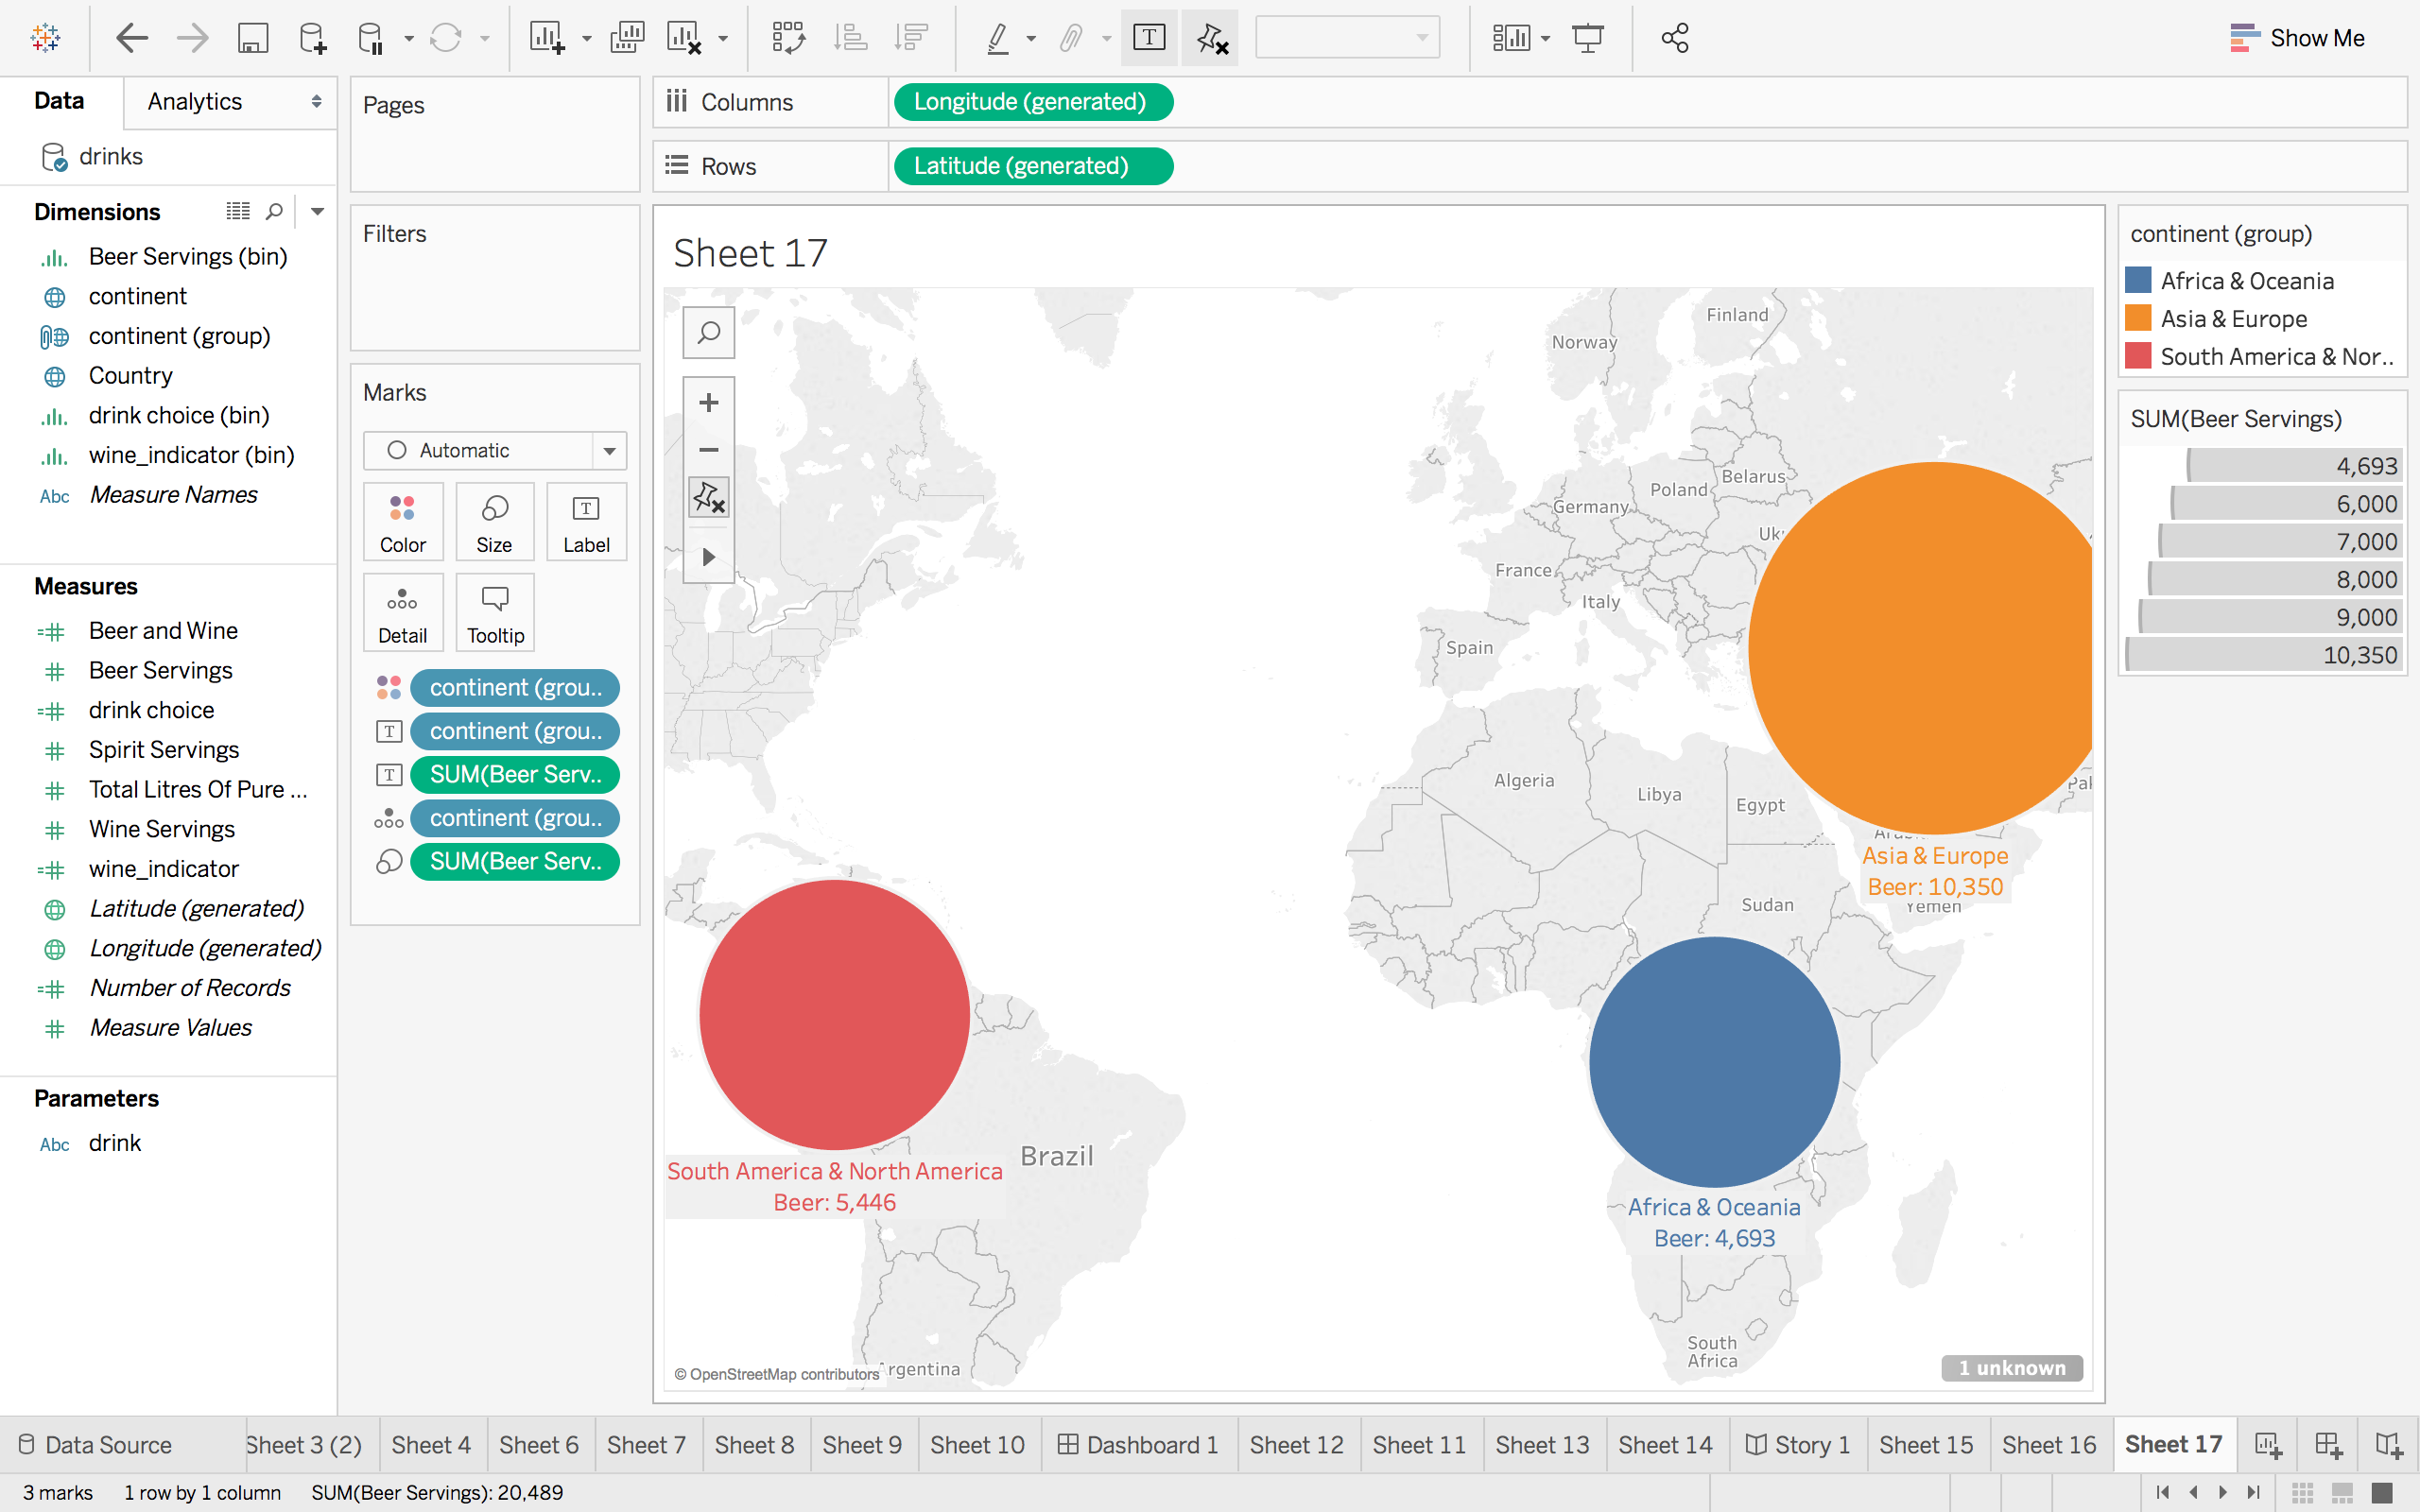 Show Me
Data
Analytics
drinks
Dimensions
Beer Servings (bin)
continent
continent (group)
Country
drink choice (bin)
wine_indicator (bin)
Abc Measure Names
Measures
Beer and Wine
Beer Servings
drink choice
Spirit Servings
Total Litres Of Pure ...
Wine Servings
wine_indicator
Latitude (generated)
Longitude (generated)
Number of Records
Measure Values
Parameters
Abc drink
Pages
Filters
Marks
Automatic
Color Size Label
Detail Tooltip
continent (grou..
continent (grou..
SUM(Beer Serv..
continent (grou..
SUM(Beer Serv..
Columns Longitude (generated)
Rows Latitude (generated)
Sheet 17
Finland
Norway
Belarus
Poland
Germany
Uk
France
Italy
Spain
Algeria
Libya
Egypt
Pal
Asia & Europe
Beer: 10,350
Yemen
Sudan
Brazil
South America & North America
Beer: 5,446
Africa & Oceania
Beer: 4,693
South
Africa
rgentina
© OpenStreetMap contributors
1 unknown
continent (group)
Africa & Oceania
Asia & Europe
South America & Nor..
SUM(Beer Servings)
4,693
6,000
7,000
8,000
9,000
10,350
Data Source Sheet 3 (2) Sheet 4 Sheet 6 Sheet 7 Sheet 8 Sheet 9 Sheet 10 Dashboard 1 Sheet 12 Sheet 11 Sheet 13 Sheet 14 Story 1 Sheet 15 Sheet 16 Sheet 17
3 marks 1 row by 1 column SUM(Beer Servings): 20,489